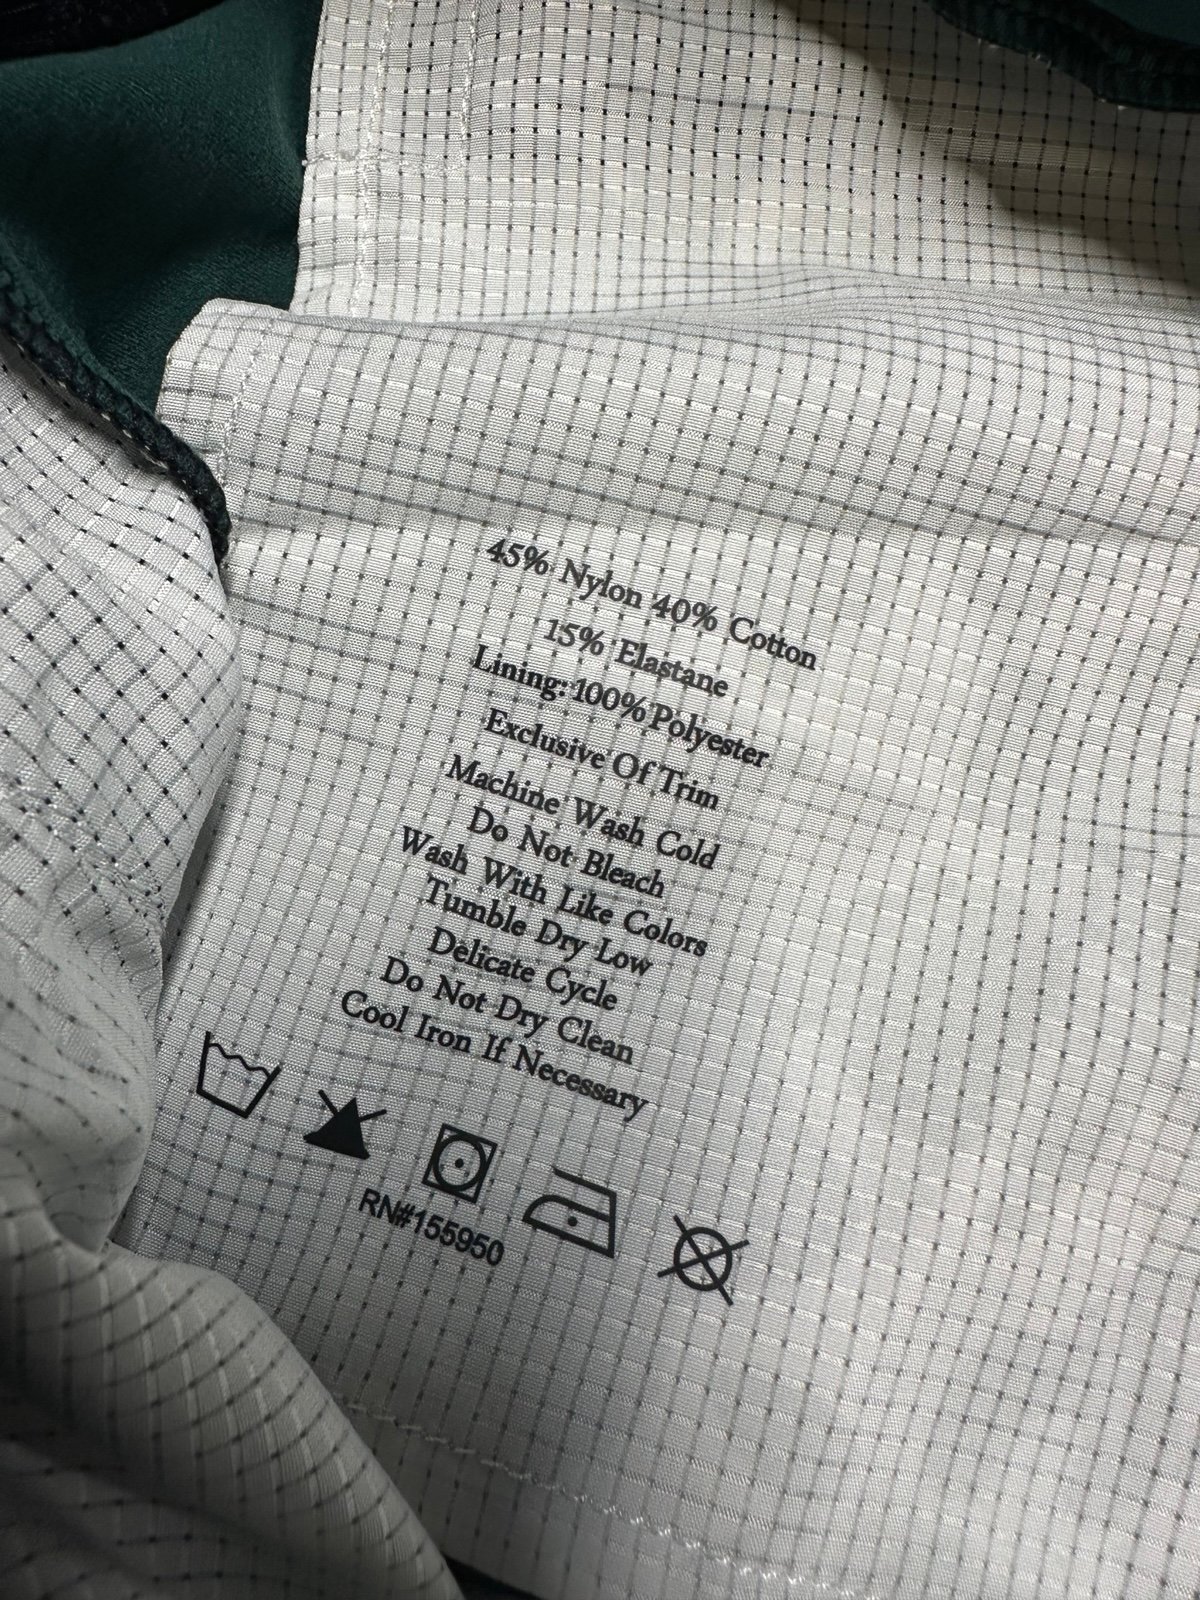 45% Nylon 40% Cotton
15% Elastane
Lining: 100% Polyester
Exclusive Of Trim
Machine Wash Cold
Do Not Bleach
Wash With Like Colors
Tumble Dry Low
Delicate Cycle
Do Not Dry Clean
Cool Iron If Necessary
RN#155950